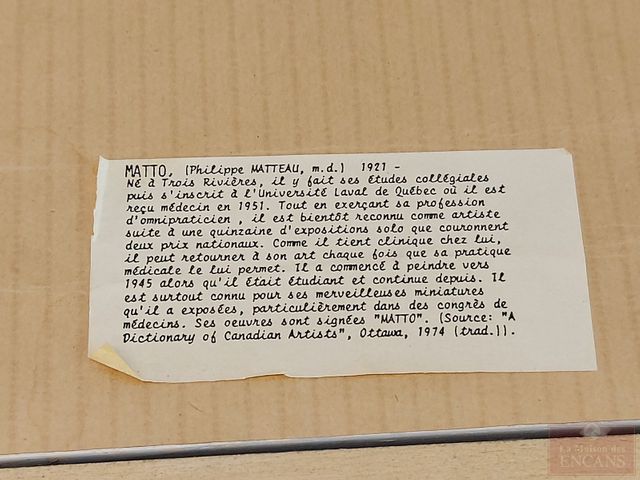 MATTO, (Philippe MATTEAU, m.d.) 1921 -
Né à Trois Rivières, il y fait ses études collégiales
puis s'inscrit à l'Université Laval de Québec où il est
reçu médecin en 1951. Tout en exerçant sa profession
d'omnipraticien , il est bientôt reconnu comme artiste
suite à une quinzaine d'expositions solo que couronnent
deux prix nationaux. Comme il tient clinique chez lui,
il peut retourner à son art chaque fois que sa pratique
médicale le lui permet. Il a commencé à peindre vers
1945 alors qu'il était étudiant et continue depuis. Il
est surtout connu pour ses merveilleuses miniatures
qu'il a exposées, particulièrement dans des congrès de
médecins. Ses oeuvres sont signées "MATTO". (Source: "A
Dictionary of Canadian Artists", Ottawa, 1974 (trad.)).
La Maison des
ENCANS